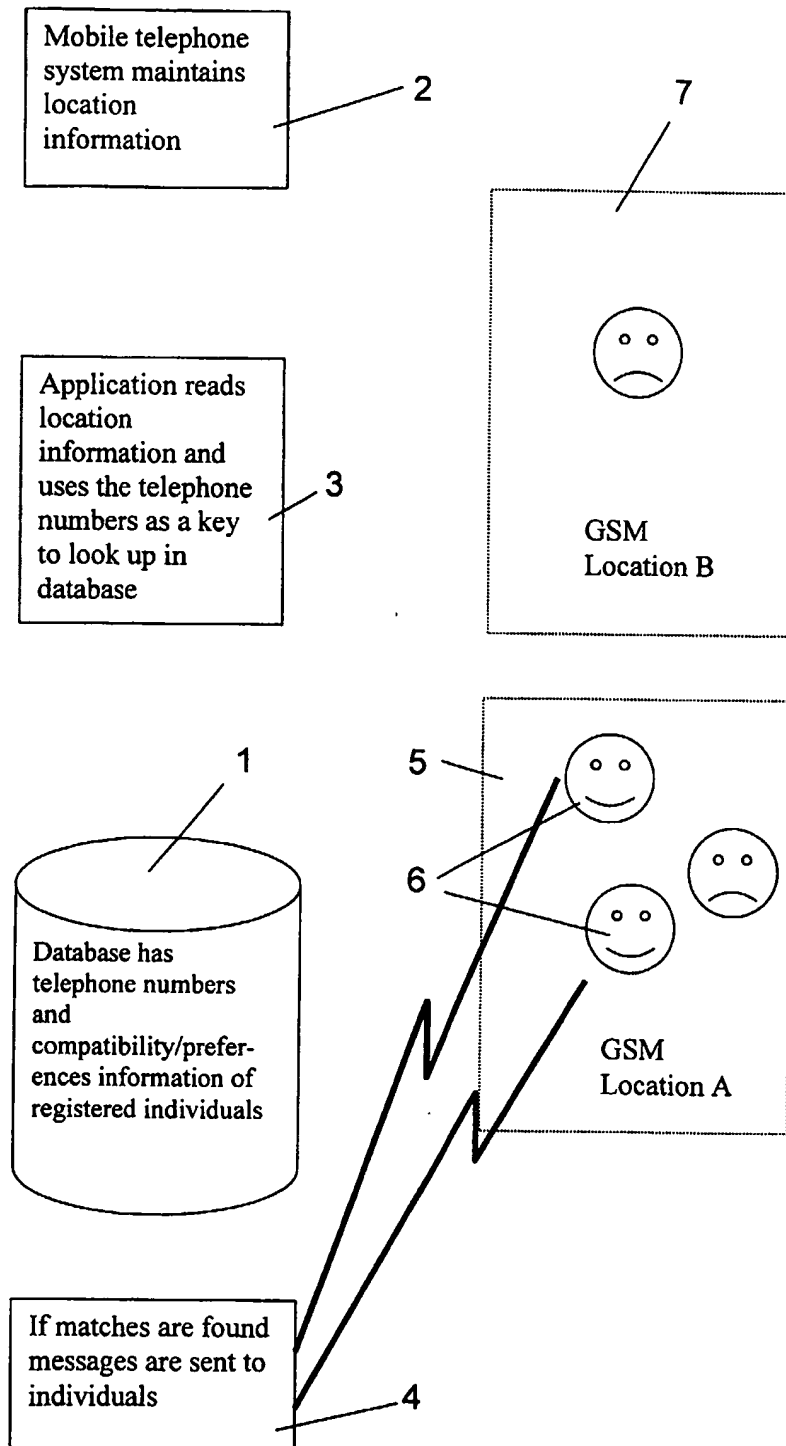 Mobile telephone
system maintains
location
information
2
7
Application reads
location
information and
uses the telephone
numbers as a key
to look up in
database
3
GSM
Location B
1
5
6
Database has
telephone numbers
and
compatibility/prefer-
ences information of
registered individuals
GSM
Location A
If matches are found
messages are sent to
individuals
4